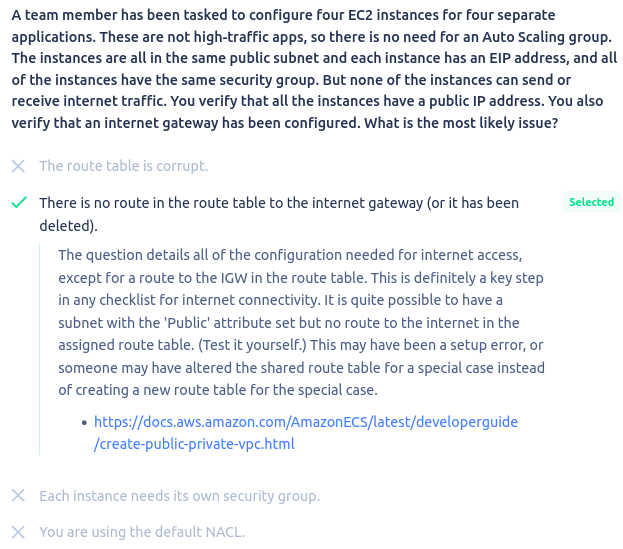 A team member has been tasked to configure four EC2 instances for four separate
applications. These are not high-traffic apps, so there is no need for an Auto Scaling group.
The instances are all in the same public subnet and each instance has an EIP address, and all
of the instances have the same security group. But none of the instances can send or
receive internet traffic. You verify that all the instances have a public IP address. You also
verify that an internet gateway has been configured. What is the most likely issue?
The route table is corrupt.
There is no route in the route table to the internet gateway (or it has been
Selected
deleted).
The question details all of the configuration needed for internet access,
except for a route to the IGW in the route table. This is definitely a key step
in any checklist for internet connectivity. It is quite possible to have a
subnet with the 'Public' attribute set but no route to the internet in the
assigned route table. (Test it yourself.) This may have been a setup error, or
someone may have altered the shared route table for a special case instead
of creating a new route table for the special case.
• https://docs.aws.amazon.com/AmazonECS/latest/developerguide
/create-public-private-vpc.html
Each instance needs its own security group.
You are using the default NACL.